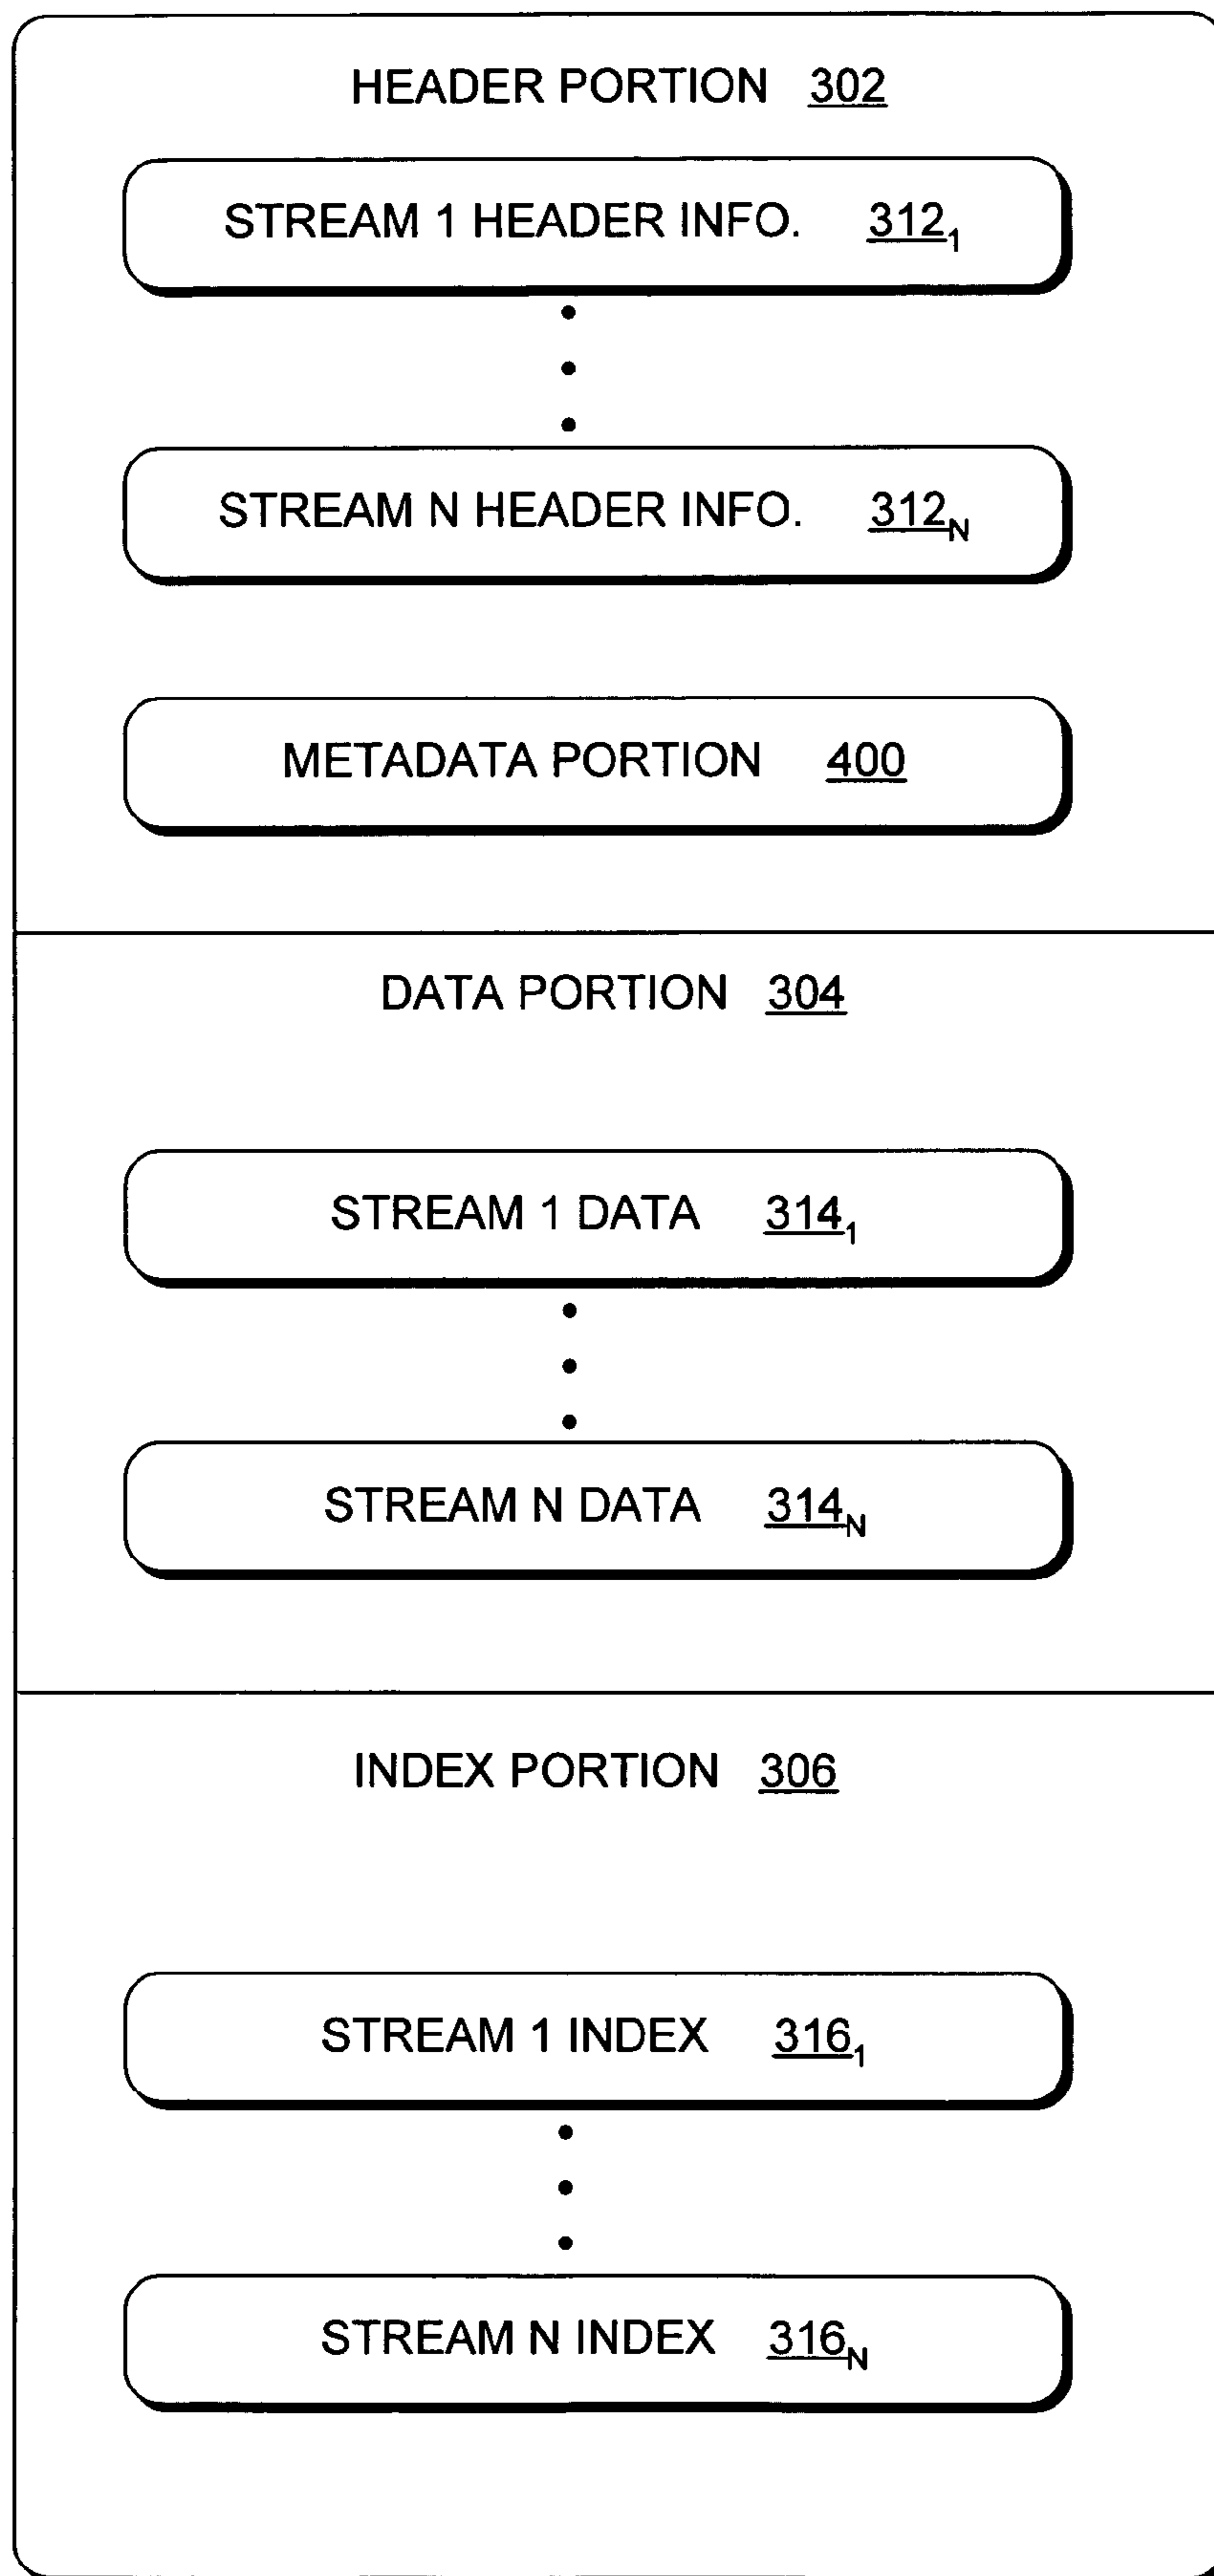 HEADER PORTION 302
STREAM 1 HEADER INFO. 312₁
STREAM N HEADER INFO. 312N
METADATA PORTION 400
DATA PORTION 304
STREAM 1 DATA 314₁
STREAM N DATA 314N
INDEX PORTION 306
STREAM 1 INDEX 316₁
STREAM N INDEX 316N